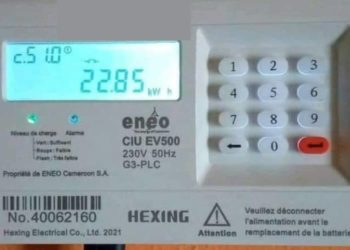 c.51.0
22.85 kWh
1 2 3
4 5 6
7 8 9
0
eneo
Niveau de charge Alarme
Vert : Suffisant
Rouge : Faible
Flash : Très faible
CIU EV500
230V 50Hz
G3-PLC
Propriété de ENEO Cameroon S.A.
Hexing Electrical Co., Ltd. 2021
No.40062160
HEXING
Attention!
Veuillez déconnecter
l'alimentation avant le
remplacement de la batterie